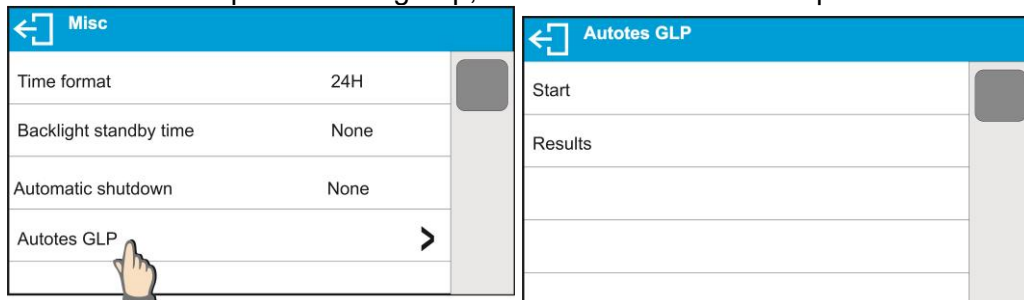 Misc
Time format 24H
Backlight standby time None
Automatic shutdown None
Autotes GLP >
Autotes GLP
Start
Results